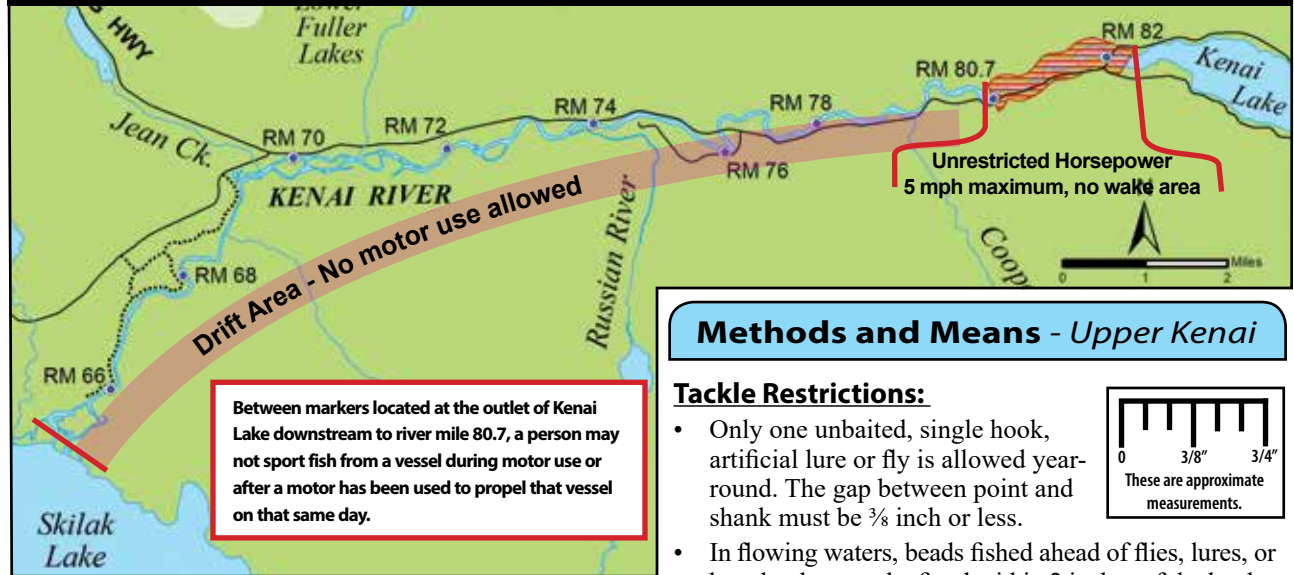 G HWY
Lower
Fuller
Lakes
Jean Ck.
RM 70
RM 72
RM 74
RM 78
RM 80.7
RM 82
Kenai
Lake
KENAI RIVER
RM 76
Unrestricted Horsepower
5 mph maximum, no wake area
N
0 1 2 Miles
RM 68
Drift Area - No motor use allowed
Russian River
Coop
RM 66
Skilak
Lake
Between markers located at the outlet of Kenai
Lake downstream to river mile 80.7, a person may
not sport fish from a vessel during motor use or
after a motor has been used to propel that vessel
on that same day.
Methods and Means - Upper Kenai
Tackle Restrictions:
• Only one unbaited, single hook,
artificial lure or fly is allowed year-
round. The gap between point and
shank must be ⅜ inch or less.
0 3/8" 3/4"
These are approximate
measurements.
• In flowing waters, beads fished ahead of flies, lures, or